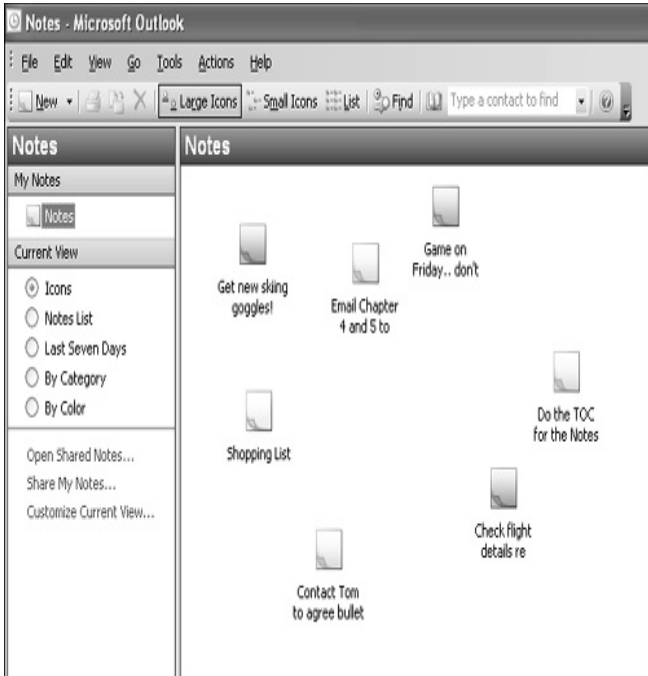 Notes - Microsoft Outlook
File Edit View Go Tools Actions Help
New Large Icons Small Icons List Find Type a contact to find
Notes
My Notes
Notes
Current View
Icons
Notes List
Last Seven Days
By Category
By Color
Open Shared Notes...
Share My Notes...
Customize Current View...
Notes
Game on
Friday.. don't
Get new skiing
goggles!
Email Chapter
4 and 5 to
Do the TOC
for the Notes
Shopping List
Check flight
details re
Contact Tom
to agree bullet